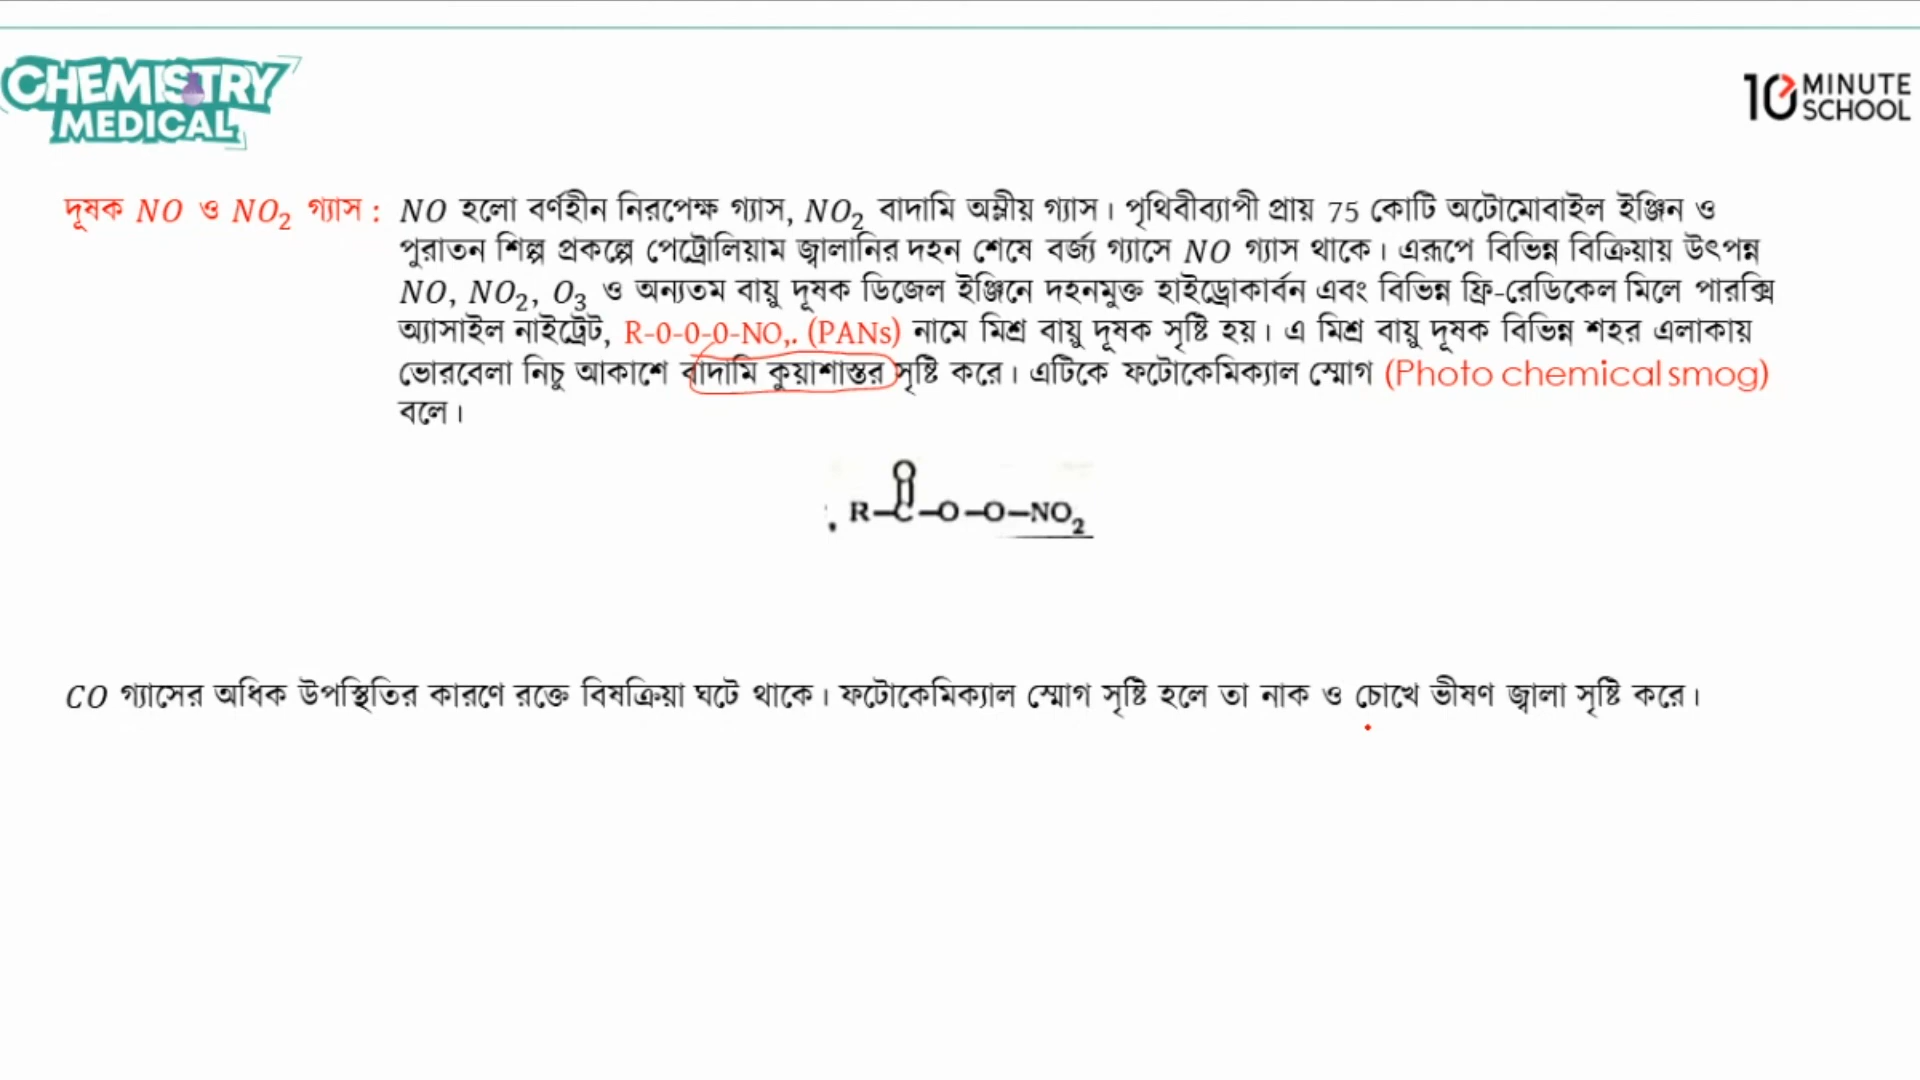 CHEMISTRY
MEDICAL
10 MINUTE
SCHOOL
দূষক NO ও NO₂ গ্যাস : NO হলো বর্ণহীন নিরপেক্ষ গ্যাস, NO₂ বাদামি অম্লীয় গ্যাস। পৃথিবীব্যাপী প্রায় 75 কোটি অটোমোবাইল ইঞ্জিন ও
পুরাতন শিল্প প্রকল্পে পেট্রোলিয়াম জ্বালানির দহন শেষে বর্জ্য গ্যাসে NO গ্যাস থাকে। এরূপে বিভিন্ন বিক্রিয়ায় উৎপন্ন
NO, NO₂, O₃ ও অন্যতম বায়ু দূষক ডিজেল ইঞ্জিনে দহনমুক্ত হাইড্রোকার্বন এবং বিভিন্ন ফ্রি-রেডিকেল মিলে পারক্সি
অ্যাসাইল নাইট্রেট, R-0-0-0-NO,. (PANs) নামে মিশ্র বায়ু দূষক সৃষ্টি হয়। এ মিশ্র বায়ু দূষক বিভিন্ন শহর এলাকায়
ভোরবেলা নিচু আকাশে বাদামি কুয়াশাস্তর সৃষ্টি করে। এটিকে ফটোকেমিক্যাল স্মোগ (Photo chemical smog)
বলে।
O
R–C–O–O–NO₂
CO গ্যাসের অধিক উপস্থিতির কারণে রক্তে বিষক্রিয়া ঘটে থাকে। ফটোকেমিক্যাল স্মোগ সৃষ্টি হলে তা নাক ও চোখে ভীষণ জ্বালা সৃষ্টি করে।